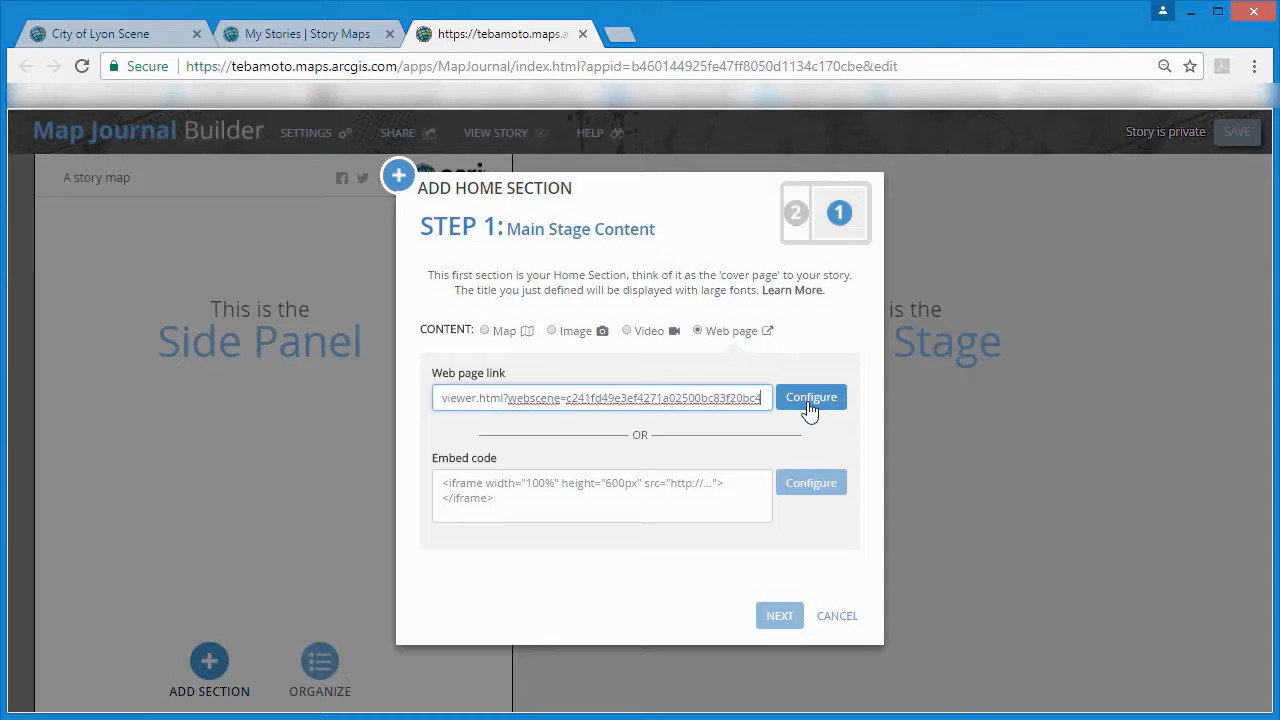 City of Lyon Scene
My Stories | Story Maps
https://tebamoto.maps.a
Secure
https://tebamoto.maps.arcgis.com/apps/MapJournal/index.html?appid=b460144925fe47ff8050d1134c170cbe&edit
Map Journal Builder
SETTINGS
SHARE
VIEW STORY
HELP
Story is private
SAVE
A story map
ADD HOME SECTION
STEP 1: Main Stage Content
2
1
This first section is your Home Section, think of it as the 'cover page' to your story.
The title you just defined will be displayed with large fonts. Learn More.
This is the
Side Panel
is the
Stage
CONTENT:
Map
Image
Video
Web page
Web page link
viewer.html?webscene=c241fd49e3ef4271a02500bc83f20bc4
Configure
OR
Embed code
<iframe width="100%" height="600px" src="http://...">
</iframe>
Configure
NEXT
CANCEL
ADD SECTION
ORGANIZE